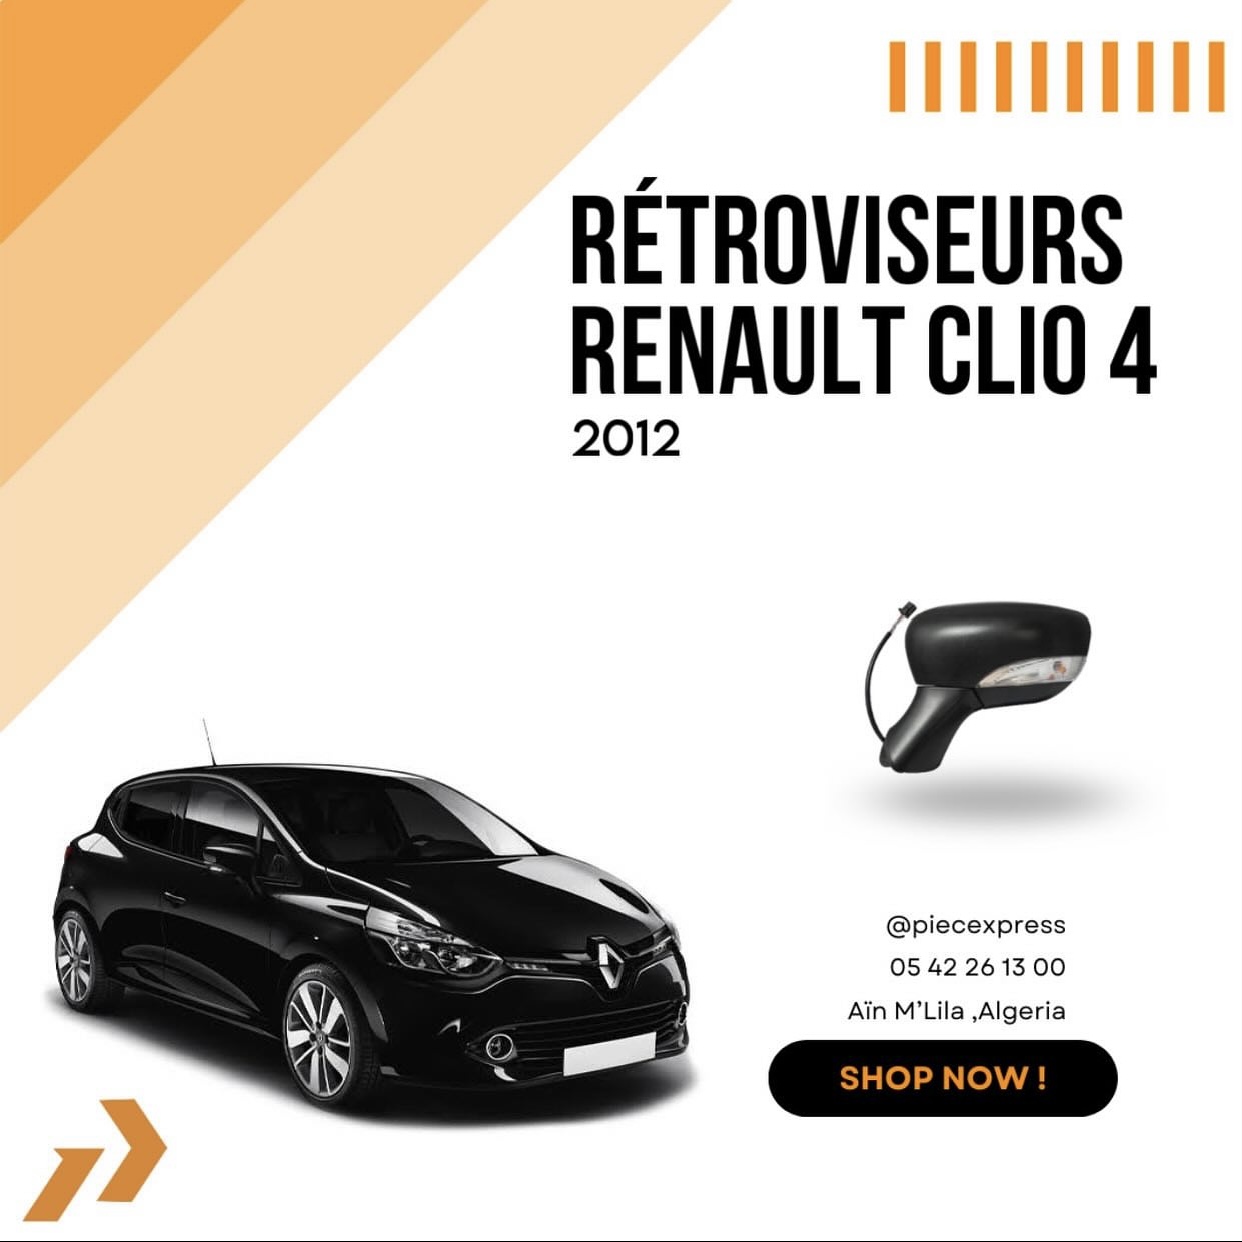 RÉTROVISEURS
RENAULT CLIO 4
2012
@piecexpress
05 42 26 13 00
Aïn M’Lila ,Algeria
SHOP NOW !